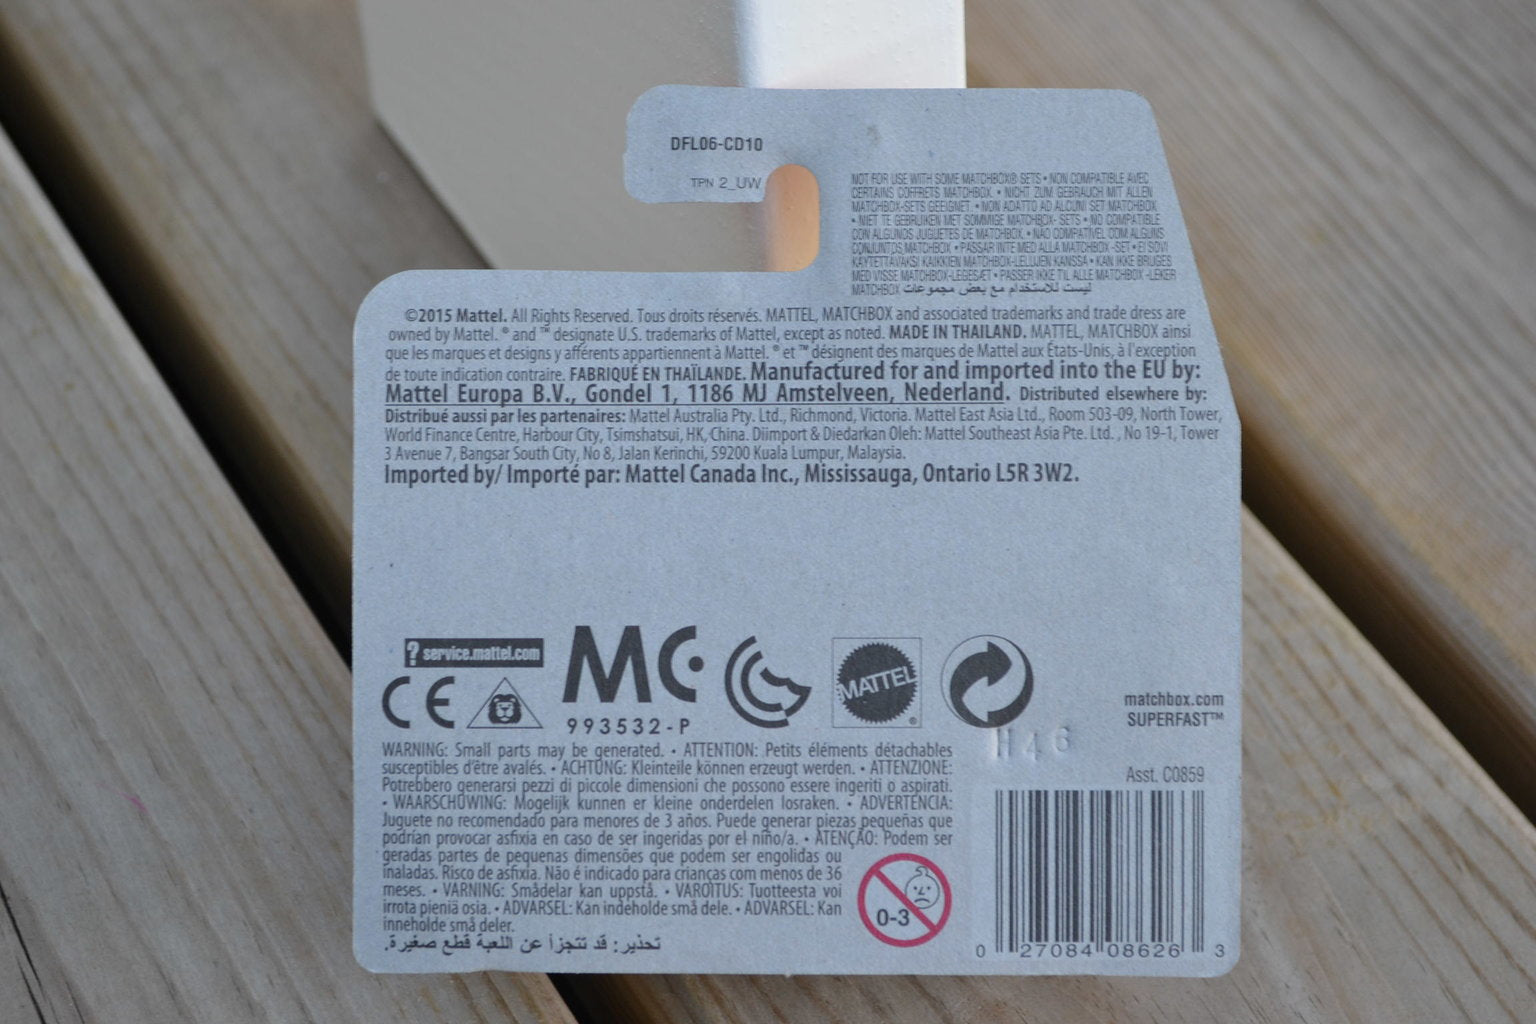 DFL06-CD10
TPN 2_UW
NOT FOR USE WITH SOME MATCHBOX® SETS • NON COMPATIBLE AVEC
CERTAINS COFFRETS MATCHBOX. • NICHT ZUM GEBRAUCH MIT ALLEN
MATCHBOX-SETS GEEIGNET. • NON ADATTO AD ALCUNI SET MATCHBOX
• NIET TE GEBRUIKEN MET SOMMIGE MATCHBOX- SETS • NO COMPATIBLE
CON ALGUNOS JUGUETES DE MATCHBOX. • NÃO COMPATÍVEL COM ALGUNS
CONJUNTOS MATCHBOX • PASSAR INTE MED ALLA MATCHBOX -SET • EI SOVI
KÄYTETTÄVÄKSI KAIKKIEN MATCHBOX-LELUJEN KANSSA • KAN IKKE BRUGES
MED VISSE MATCHBOX-LEGESÆT • PASSER IKKE TIL ALLE MATCHBOX -LEKER
MATCHBOX ليست للاستخدام مع بعض مجموعات
©2015 Mattel. All Rights Reserved. Tous droits réservés. MATTEL, MATCHBOX and associated trademarks and trade dress are
owned by Mattel. ® and ™ designate U.S. trademarks of Mattel, except as noted. MADE IN THAILAND. MATTEL, MATCHBOX ainsi
que les marques et designs y afférents appartiennent à Mattel. ® et ™ désignent des marques de Mattel aux États-Unis, à l'exception
de toute indication contraire. FABRIQUÉ EN THAÏLANDE. Manufactured for and imported into the EU by:
Mattel Europa B.V., Gondel 1, 1186 MJ Amstelveen, Nederland. Distributed elsewhere by:
Distribué aussi par les partenaires: Mattel Australia Pty. Ltd., Richmond, Victoria. Mattel East Asia Ltd., Room 503-09, North Tower,
World Finance Centre, Harbour City, Tsimshatsui, HK, China. Diimport & Diedarkan Oleh: Mattel Southeast Asia Pte. Ltd. , No 19-1, Tower
3 Avenue 7, Bangsar South City, No 8, Jalan Kerinchi, 59200 Kuala Lumpur, Malaysia.
Imported by/ Importé par: Mattel Canada Inc., Mississauga, Ontario L5R 3W2.
? service.mattel.com
CE
MC
993532-P
MATTEL ®
matchbox.com
SUPERFAST™
H46
Asst. C0859
WARNING: Small parts may be generated. • ATTENTION: Petits éléments détachables
susceptibles d'être avalés. • ACHTUNG: Kleinteile können erzeugt werden. • ATTENZIONE:
Potrebbero generarsi pezzi di piccole dimensioni che possono essere ingeriti o aspirati.
• WAARSCHUWING: Mogelijk kunnen er kleine onderdelen losraken. • ADVERTENCIA:
Juguete no recomendado para menores de 3 años. Puede generar piezas pequeñas que
podrían provocar asfixia en caso de ser ingeridas por el niño/a. • ATENÇÃO: Podem ser
geradas partes de pequenas dimensões que podem ser engolidas ou
inaladas. Risco de asfixia. Não é indicado para crianças com menos de 36
meses. • VARNING: Smådelar kan uppstå. • VAROITUS: Tuotteesta voi
irrota pieniä osia. • ADVARSEL: Kan indeholde små dele. • ADVARSEL: Kan
inneholde små deler.
تحذير: قد تتجزأ عن اللعبة قطع صغيرة.
0-3
0 27084 08626 3